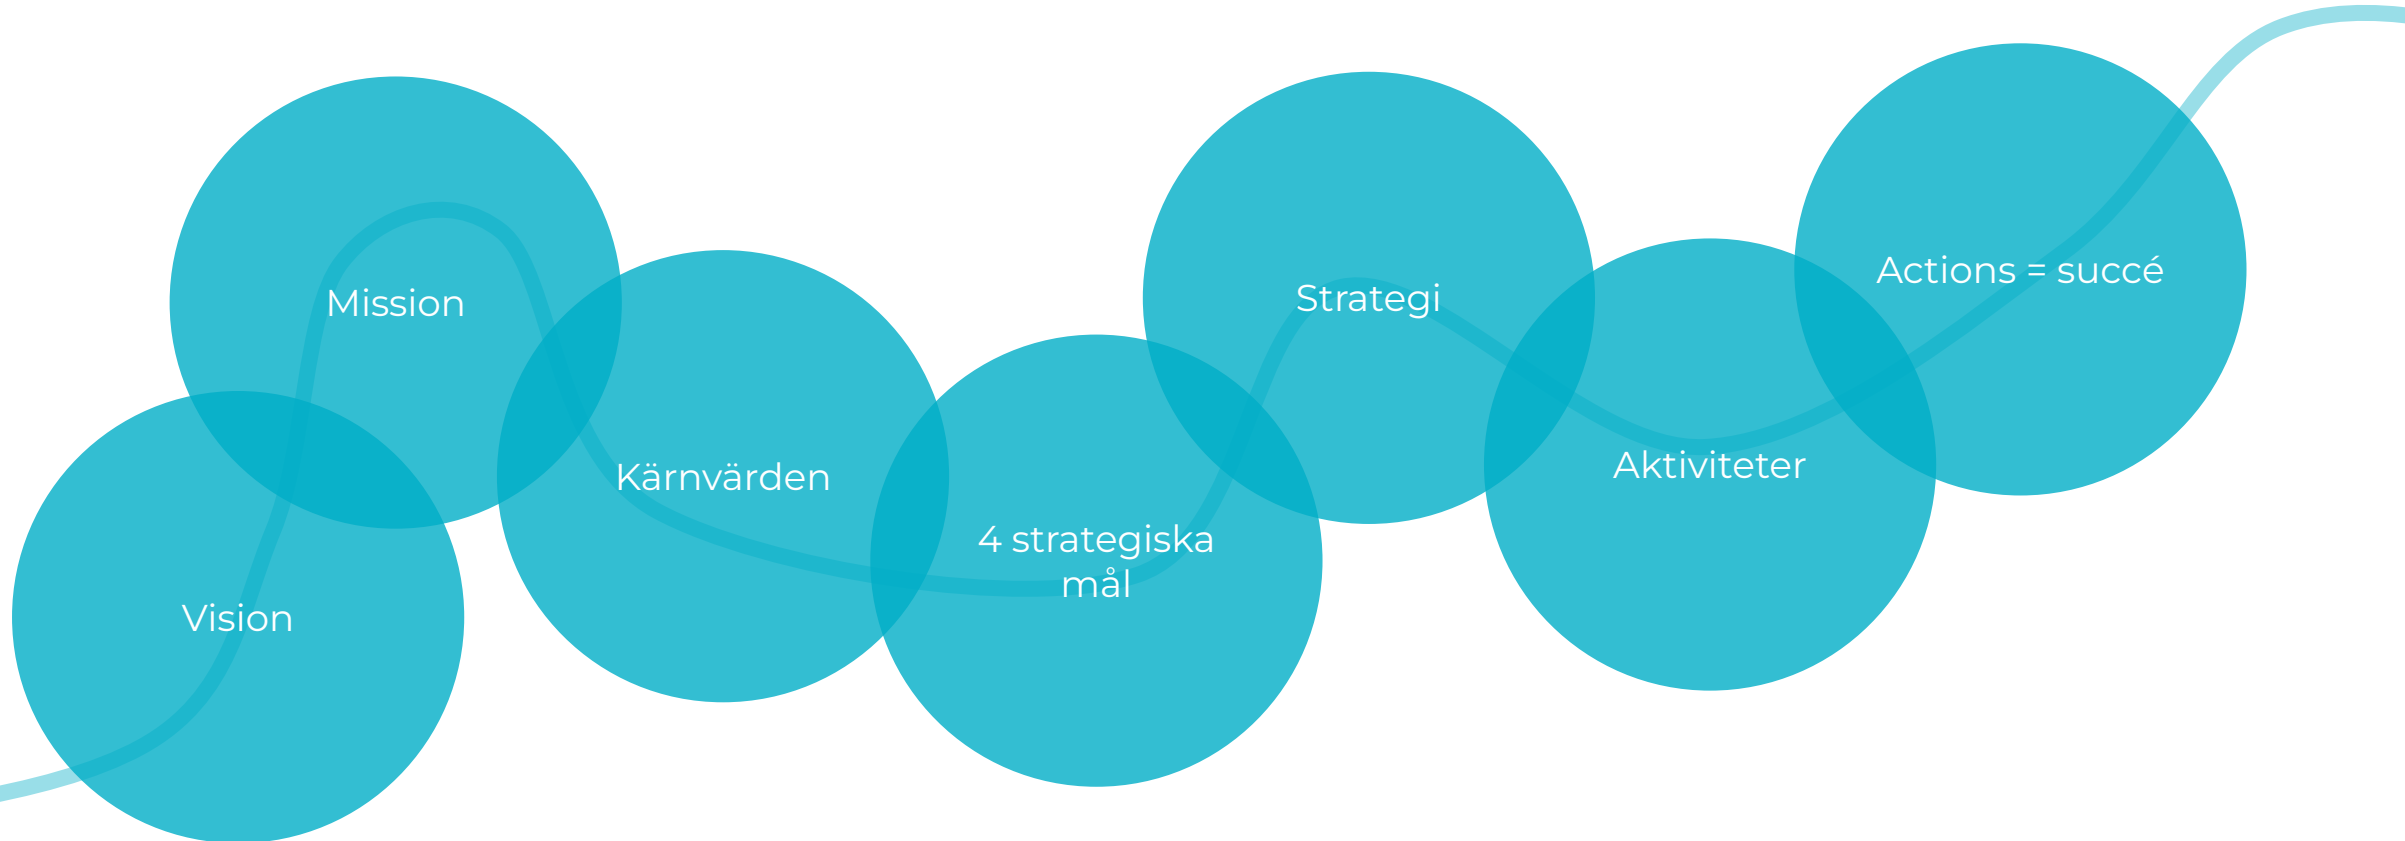 Vision
Mission
Kärnvärden
4 strategiska
mål
Strategi
Aktiviteter
Actions = succé